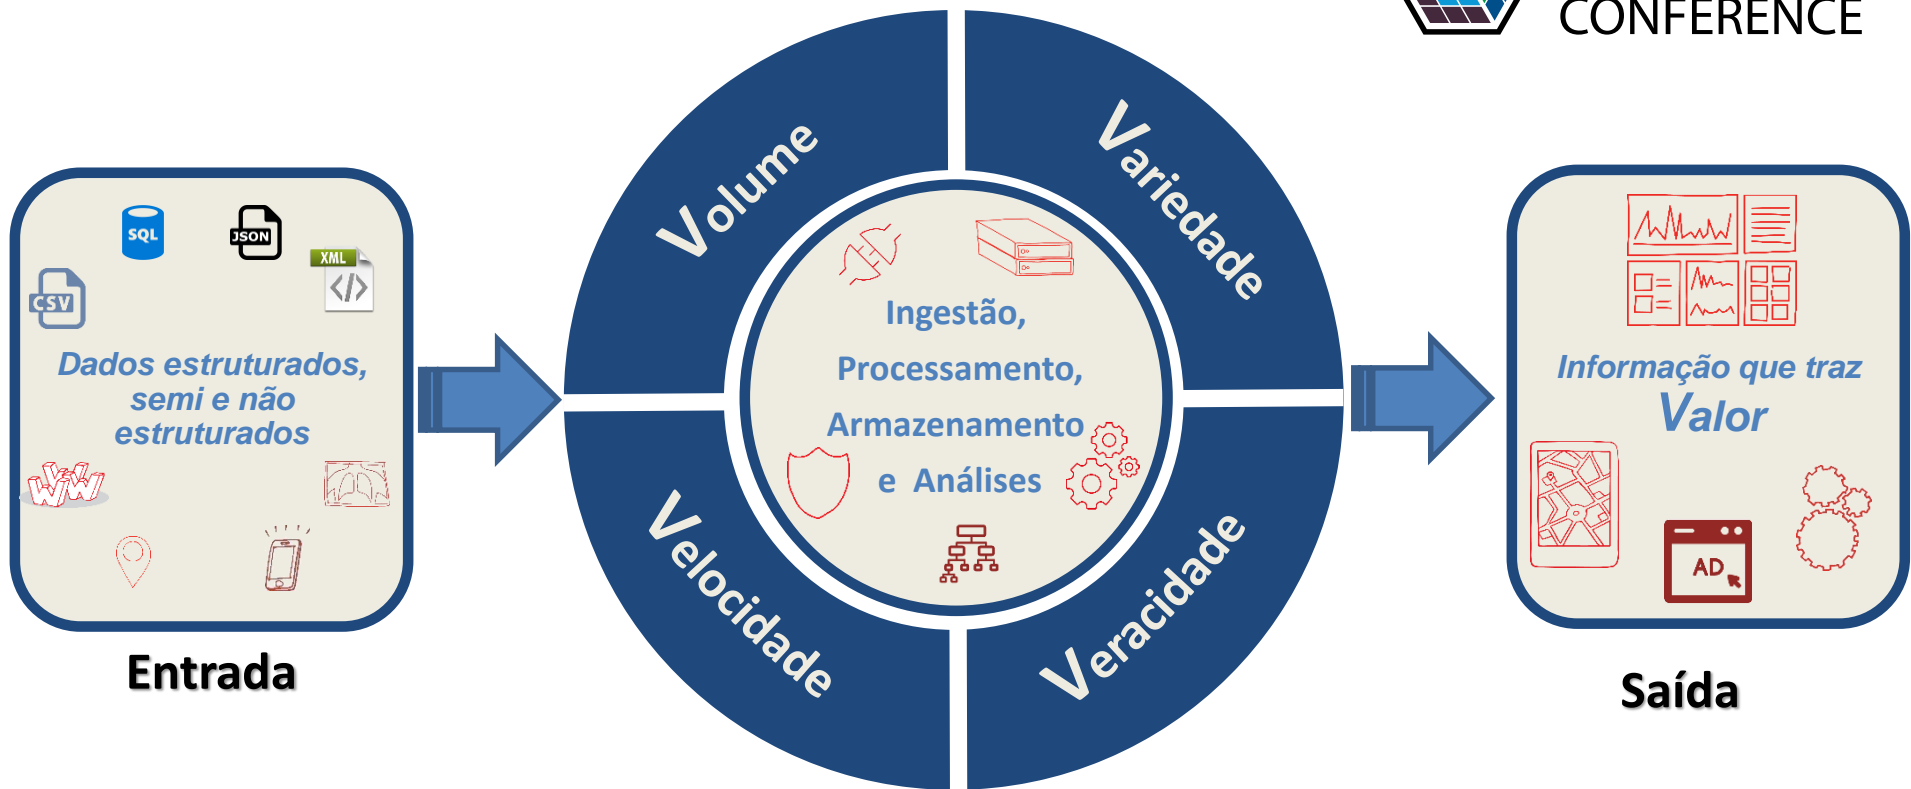 CONFERENCE
Volume
Variedade
SQL
JSON
XML
</>
CSV
Dados estruturados,
semi e não
estruturados
WWW
Entrada
Ingestão,
Processamento,
Armazenamento
e Análises
Velocidade
Veracidade
Informação que traz
Valor
AD
Saída